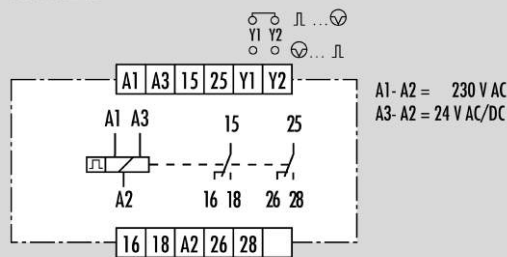 Y1 Y2 ...
...
A1 A3 15 25 Y1 Y2
A1 - A2 = 230 V AC
A3 - A2 = 24 V AC/DC
A1 A3 15 25
A2 16 18 26 28
16 18 A2 26 28